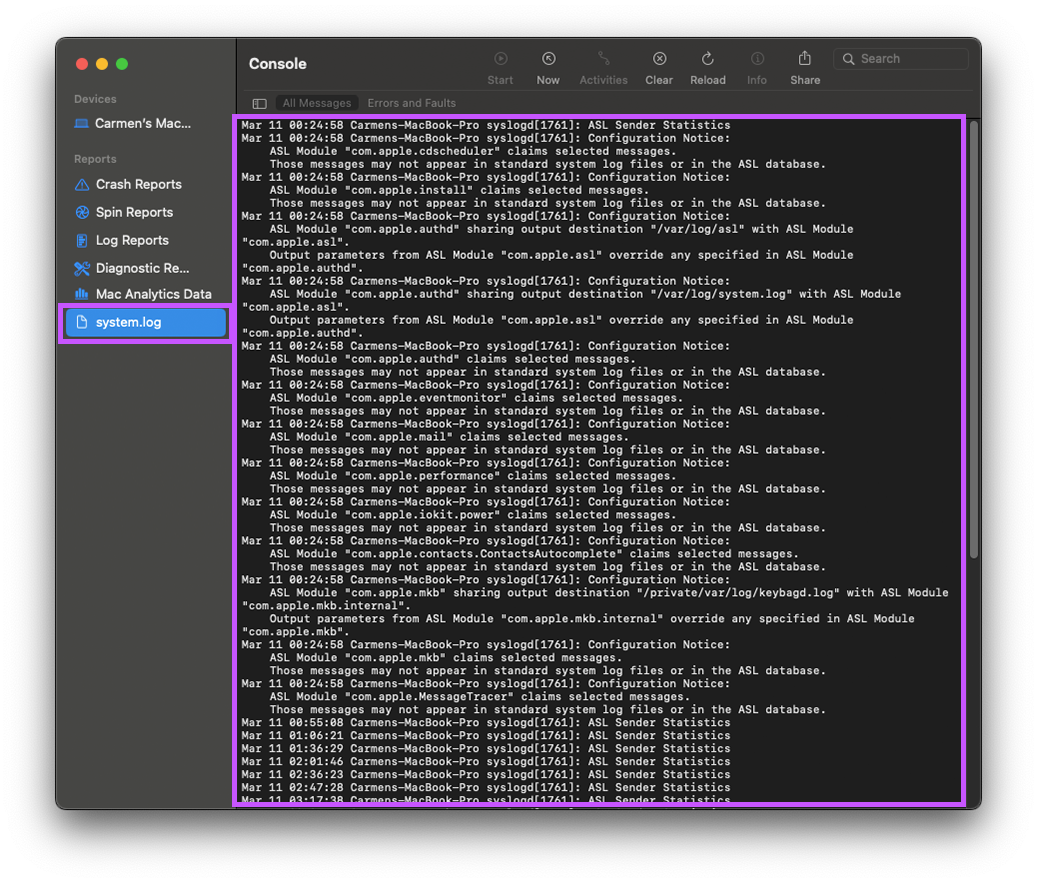 Console
Start
Now
Activities
Clear
Reload
Info
Share
Search
Devices
Carmen's Mac...
Reports
Crash Reports
Spin Reports
Log Reports
Diagnostic Re...
Mac Analytics Data
system.log
All Messages
Errors and Faults
Mar 11 00:24:58 Carmens-MacBook-Pro syslogd[1761]: ASL Sender Statistics
Mar 11 00:24:58 Carmens-MacBook-Pro syslogd[1761]: Configuration Notice:
ASL Module "com.apple.cdscheduler" claims selected messages.
Those messages may not appear in standard system log files or in the ASL database.
Mar 11 00:24:58 Carmens-MacBook-Pro syslogd[1761]: Configuration Notice:
ASL Module "com.apple.install" claims selected messages.
Those messages may not appear in standard system log files or in the ASL database.
Mar 11 00:24:58 Carmens-MacBook-Pro syslogd[1761]: Configuration Notice:
ASL Module "com.apple.authd" sharing output destination "/var/log/asl" with ASL Module
"com.apple.asl".
Output parameters from ASL Module "com.apple.asl" override any specified in ASL Module
"com.apple.authd".
Mar 11 00:24:58 Carmens-MacBook-Pro syslogd[1761]: Configuration Notice:
ASL Module "com.apple.authd" sharing output destination "/var/log/system.log" with ASL Module
"com.apple.asl".
Output parameters from ASL Module "com.apple.asl" override any specified in ASL Module
"com.apple.authd".
Mar 11 00:24:58 Carmens-MacBook-Pro syslogd[1761]: Configuration Notice:
ASL Module "com.apple.authd" claims selected messages.
Those messages may not appear in standard system log files or in the ASL database.
Mar 11 00:24:58 Carmens-MacBook-Pro syslogd[1761]: Configuration Notice:
ASL Module "com.apple.eventmonitor" claims selected messages.
Those messages may not appear in standard system log files or in the ASL database.
Mar 11 00:24:58 Carmens-MacBook-Pro syslogd[1761]: Configuration Notice:
ASL Module "com.apple.mail" claims selected messages.
Those messages may not appear in standard system log files or in the ASL database.
Mar 11 00:24:58 Carmens-MacBook-Pro syslogd[1761]: Configuration Notice:
ASL Module "com.apple.performance" claims selected messages.
Those messages may not appear in standard system log files or in the ASL database.
Mar 11 00:24:58 Carmens-MacBook-Pro syslogd[1761]: Configuration Notice:
ASL Module "com.apple.iokit.power" claims selected messages.
Those messages may not appear in standard system log files or in the ASL database.
Mar 11 00:24:58 Carmens-MacBook-Pro syslogd[1761]: Configuration Notice:
ASL Module "com.apple.contacts.ContactsAutocomplete" claims selected messages.
Those messages may not appear in standard system log files or in the ASL database.
Mar 11 00:24:58 Carmens-MacBook-Pro syslogd[1761]: Configuration Notice:
ASL Module "com.apple.mkb" sharing output destination "/private/var/log/keybagd.log" with ASL Module
"com.apple.mkb.internal".
Output parameters from ASL Module "com.apple.mkb.internal" override any specified in ASL Module
"com.apple.mkb".
Mar 11 00:24:58 Carmens-MacBook-Pro syslogd[1761]: Configuration Notice:
ASL Module "com.apple.mkb" claims selected messages.
Those messages may not appear in standard system log files or in the ASL database.
Mar 11 00:24:58 Carmens-MacBook-Pro syslogd[1761]: Configuration Notice:
ASL Module "com.apple.MessageTracer" claims selected messages.
Those messages may not appear in standard system log files or in the ASL database.
Mar 11 00:55:08 Carmens-MacBook-Pro syslogd[1761]: ASL Sender Statistics
Mar 11 01:06:21 Carmens-MacBook-Pro syslogd[1761]: ASL Sender Statistics
Mar 11 01:36:29 Carmens-MacBook-Pro syslogd[1761]: ASL Sender Statistics
Mar 11 02:01:46 Carmens-MacBook-Pro syslogd[1761]: ASL Sender Statistics
Mar 11 02:36:23 Carmens-MacBook-Pro syslogd[1761]: ASL Sender Statistics
Mar 11 02:47:28 Carmens-MacBook-Pro syslogd[1761]: ASL Sender Statistics
Mar 11 03:17:38 Carmens-MacBook-Pro syslogd[1761]: ASL Sender Statistics